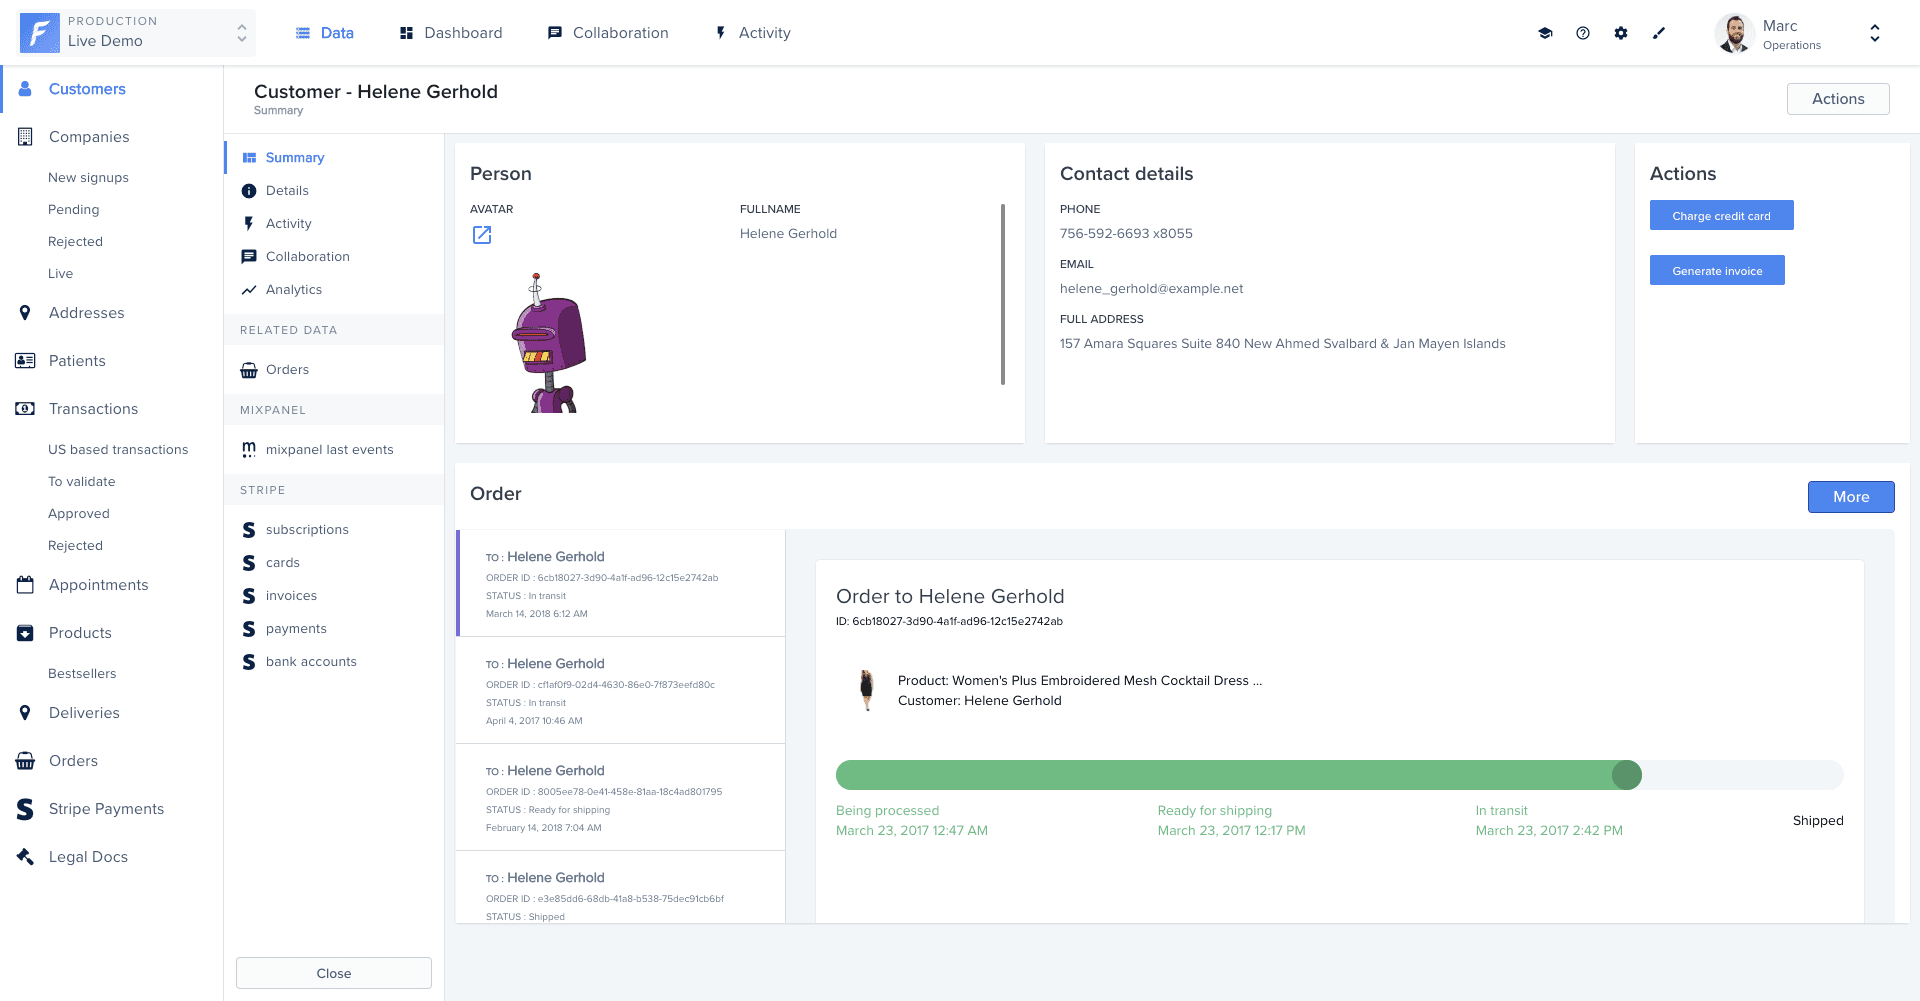 PRODUCTION
Live Demo
Data
Dashboard
Collaboration
Activity
Marc
Operations
Customers
Companies
New signups
Pending
Rejected
Live
Addresses
Patients
Transactions
US based transactions
To validate
Approved
Rejected
Appointments
Products
Bestsellers
Deliveries
Orders
Stripe Payments
Legal Docs
Customer - Helene Gerhold
Summary
Actions
Summary
Details
Activity
Collaboration
Analytics
RELATED DATA
Orders
MIXPANEL
mixpanel last events
STRIPE
subscriptions
cards
invoices
payments
bank accounts
Close
Person
AVATAR
FULLNAME
Helene Gerhold
Contact details
PHONE
756-592-6693 x8055
EMAIL
helene_gerhold@example.net
FULL ADDRESS
157 Amara Squares Suite 840 New Ahmed Svalbard & Jan Mayen Islands
Actions
Charge credit card
Generate invoice
Order
More
TO : Helene Gerhold
ORDER ID : 6cb18027-3d90-4a1f-ad96-12c15e2742ab
STATUS : In transit
March 14, 2018 6:12 AM
TO : Helene Gerhold
ORDER ID : cf1af0f9-02d4-4630-86e0-7f873eefd80c
STATUS : In transit
April 4, 2017 10:46 AM
TO : Helene Gerhold
ORDER ID : 8005ee78-0e41-458e-81aa-18c4ad801795
STATUS : Ready for shipping
February 14, 2018 7:04 AM
TO : Helene Gerhold
ORDER ID : e3e85dd6-68db-41a8-b538-75dec91cb6bf
STATUS : Shipped
Order to Helene Gerhold
ID: 6cb18027-3d90-4a1f-ad96-12c15e2742ab
Product: Women's Plus Embroidered Mesh Cocktail Dress ...
Customer: Helene Gerhold
Being processed
March 23, 2017 12:47 AM
Ready for shipping
March 23, 2017 12:17 PM
In transit
March 23, 2017 2:42 PM
Shipped